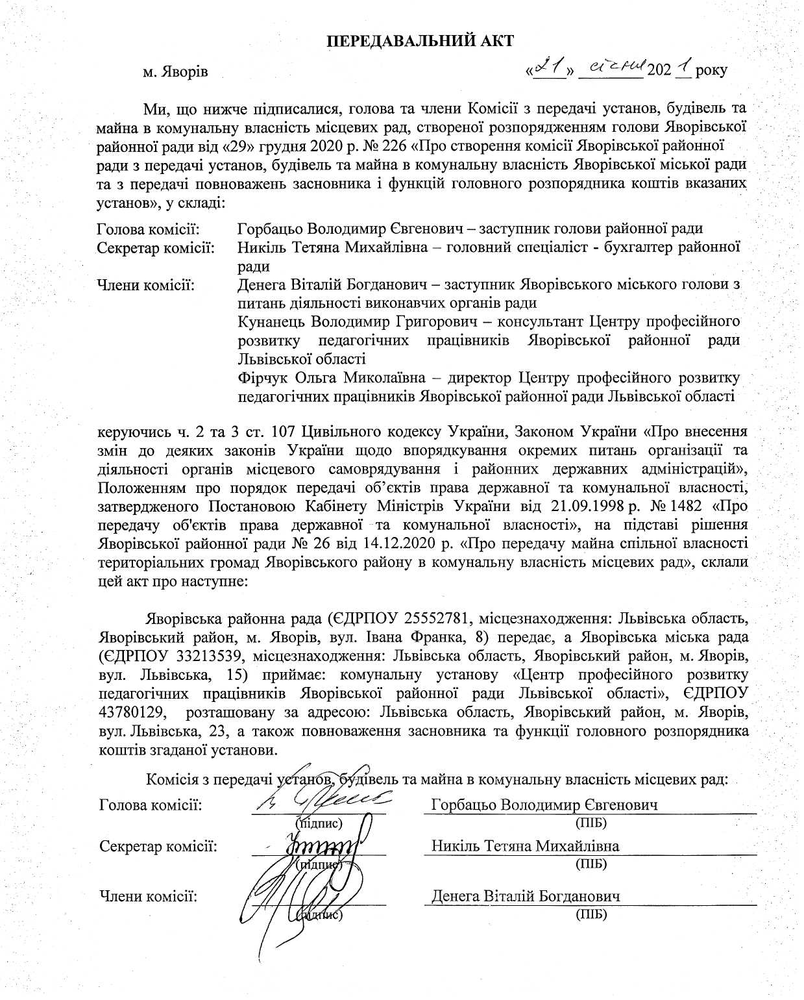 ПЕРЕДАВАЛЬНИЙ АКТ
м. Яворів «21» січня 2021 року
Ми, що нижче підписалися, голова та члени Комісії з передачі установ, будівель та
майна в комунальну власність місцевих рад, створеної розпорядженням голови Яворівської
районної ради від «29» грудня 2020 р. № 226 «Про створення комісії Яворівської районної
ради з передачі установ, будівель та майна в комунальну власність Яворівської міської ради
та з передачі повноважень засновника і функцій головного розпорядника коштів вказаних
установ», у складі:
Голова комісії: Горбацьо Володимир Євгенович – заступник голови районної ради
Секретар комісії: Никіль Тетяна Михайлівна – головний спеціаліст - бухгалтер районної
ради
Члени комісії: Денега Віталій Богданович – заступник Яворівського міського голови з
питань діяльності виконавчих органів ради
Кунанець Володимир Григорович – консультант Центру професійного
розвитку педагогічних працівників Яворівської районної ради
Львівської області
Фірчук Ольга Миколаївна – директор Центру професійного розвитку
педагогічних працівників Яворівської районної ради Львівської області
керуючись ч. 2 та 3 ст. 107 Цивільного кодексу України, Законом України «Про внесення
змін до деяких законів України щодо впорядкування окремих питань організації та
діяльності органів місцевого самоврядування і районних державних адміністрацій»,
Положенням про порядок передачі об’єктів права державної та комунальної власності,
затвердженого Постановою Кабінету Міністрів України від 21.09.1998 р. № 1482 «Про
передачу об'єктів права державної та комунальної власності», на підставі рішення
Яворівської районної ради № 26 від 14.12.2020 р. «Про передачу майна спільної власності
територіальних громад Яворівського району в комунальну власність місцевих рад», склали
цей акт про наступне:
Яворівська районна рада (ЄДРПОУ 25552781, місцезнаходження: Львівська область,
Яворівський район, м. Яворів, вул. Івана Франка, 8) передає, а Яворівська міська рада
(ЄДРПОУ 33213539, місцезнаходження: Львівська область, Яворівський район, м. Яворів,
вул. Львівська, 15) приймає: комунальну установу «Центр професійного розвитку
педагогічних працівників Яворівської районної ради Львівської області», ЄДРПОУ
43780129, розташовану за адресою: Львівська область, Яворівський район, м. Яворів,
вул. Львівська, 23, а також повноваження засновника та функції головного розпорядника
коштів згаданої установи.
Комісія з передачі установ, будівель та майна в комунальну власність місцевих рад:
Голова комісії: Горбацьо Володимир Євгенович
(підпис) (ПІБ)
Секретар комісії: Никіль Тетяна Михайлівна
(підпис) (ПІБ)
Члени комісії: Денега Віталій Богданович
(підпис) (ПІБ)